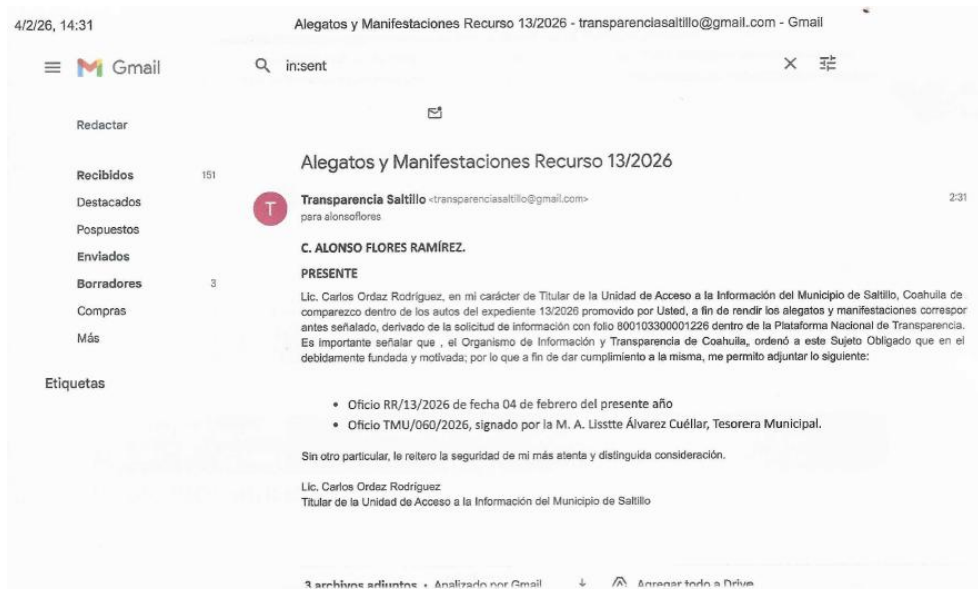 4/2/26, 14:31
Alegatos y Manifestaciones Recurso 13/2026 - transparenciasaltillo@gmail.com - Gmail
Gmail
in:sent
Redactar
Recibidos 151
Destacados
Pospuestos
Enviados
Borradores 3
Compras
Más
Etiquetas
Alegatos y Manifestaciones Recurso 13/2026
T
Transparencia Saltillo <transparenciasaltillo@gmail.com>
2:31
para alonsoflores
C. ALONSO FLORES RAMÍREZ.
PRESENTE
Lic. Carlos Ordaz Rodríguez, en mi carácter de Titular de la Unidad de Acceso a la Información del Municipio de Saltillo, Coahuila de
comparezco dentro de los autos del expediente 13/2026 promovido por Usted, a fin de rendir los alegatos y manifestaciones correspor
antes señalado, derivado de la solicitud de información con folio 800103300001226 dentro de la Plataforma Nacional de Transparencia.
Es importante señalar que , el Organismo de Información y Transparencia de Coahuila,, ordenó a este Sujeto Obligado que en el
debidamente fundada y motivada; por lo que a fin de dar cumplimiento a la misma, me permito adjuntar lo siguiente:
• Oficio RR/13/2026 de fecha 04 de febrero del presente año
• Oficio TMU/060/2026, signado por la M. A. Lisstte Álvarez Cuéllar, Tesorera Municipal.
Sin otro particular, le reitero la seguridad de mi más atenta y distinguida consideración.
Lic. Carlos Ordaz Rodríguez
Titular de la Unidad de Acceso a la Información del Municipio de Saltillo
3 archivos adjuntos • Analizado por Gmail
Agregar todo a Drive